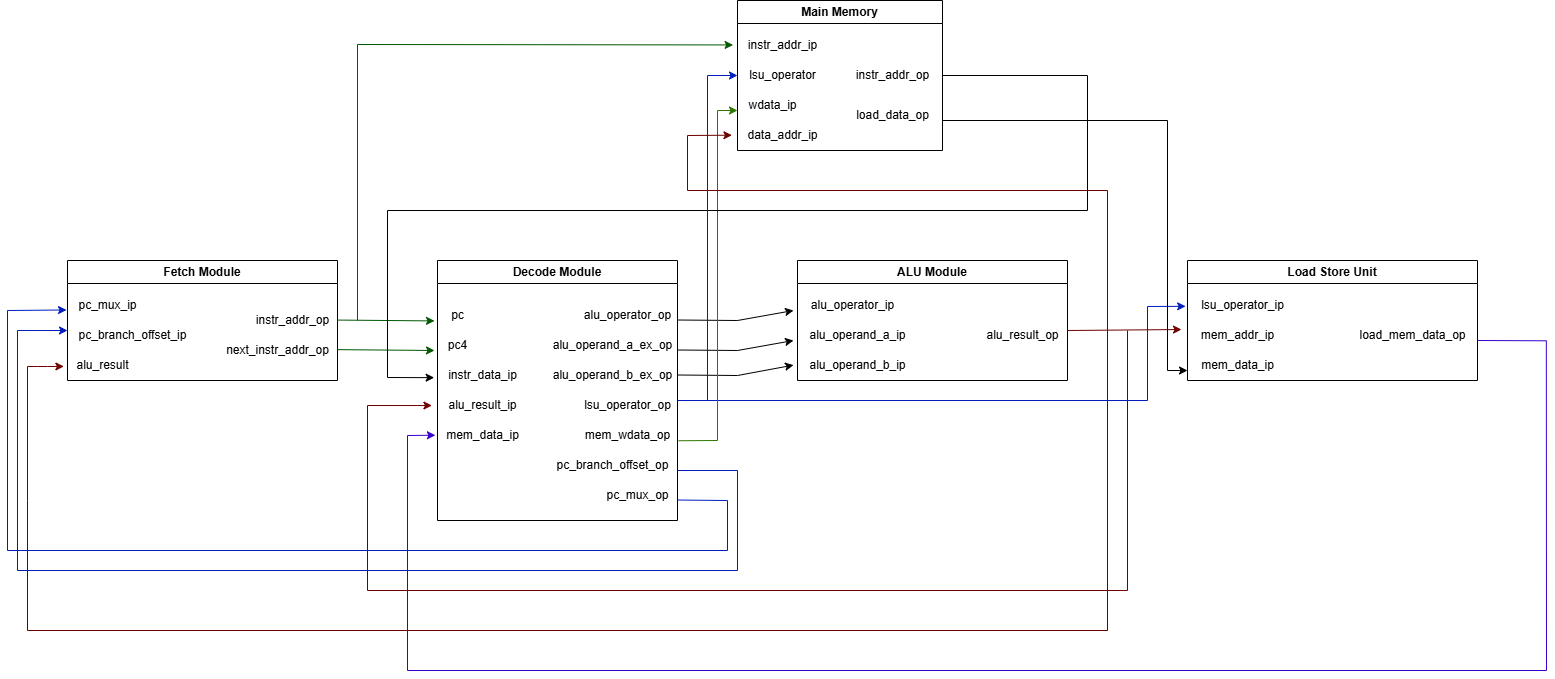 Main Memory
instr_addr_ip
lsu_operator
instr_addr_op
wdata_ip
load_data_op
data_addr_ip
Fetch Module
pc_mux_ip
instr_addr_op
pc_branch_offset_ip
next_instr_addr_op
alu_result
Decode Module
pc
alu_operator_op
pc4
alu_operand_a_ex_op
instr_data_ip
alu_operand_b_ex_op
alu_result_ip
lsu_operator_op
mem_data_ip
mem_wdata_op
pc_branch_offset_op
pc_mux_op
ALU Module
alu_operator_ip
alu_operand_a_ip
alu_result_op
alu_operand_b_ip
Load Store Unit
lsu_operator_ip
mem_addr_ip
load_mem_data_op
mem_data_ip